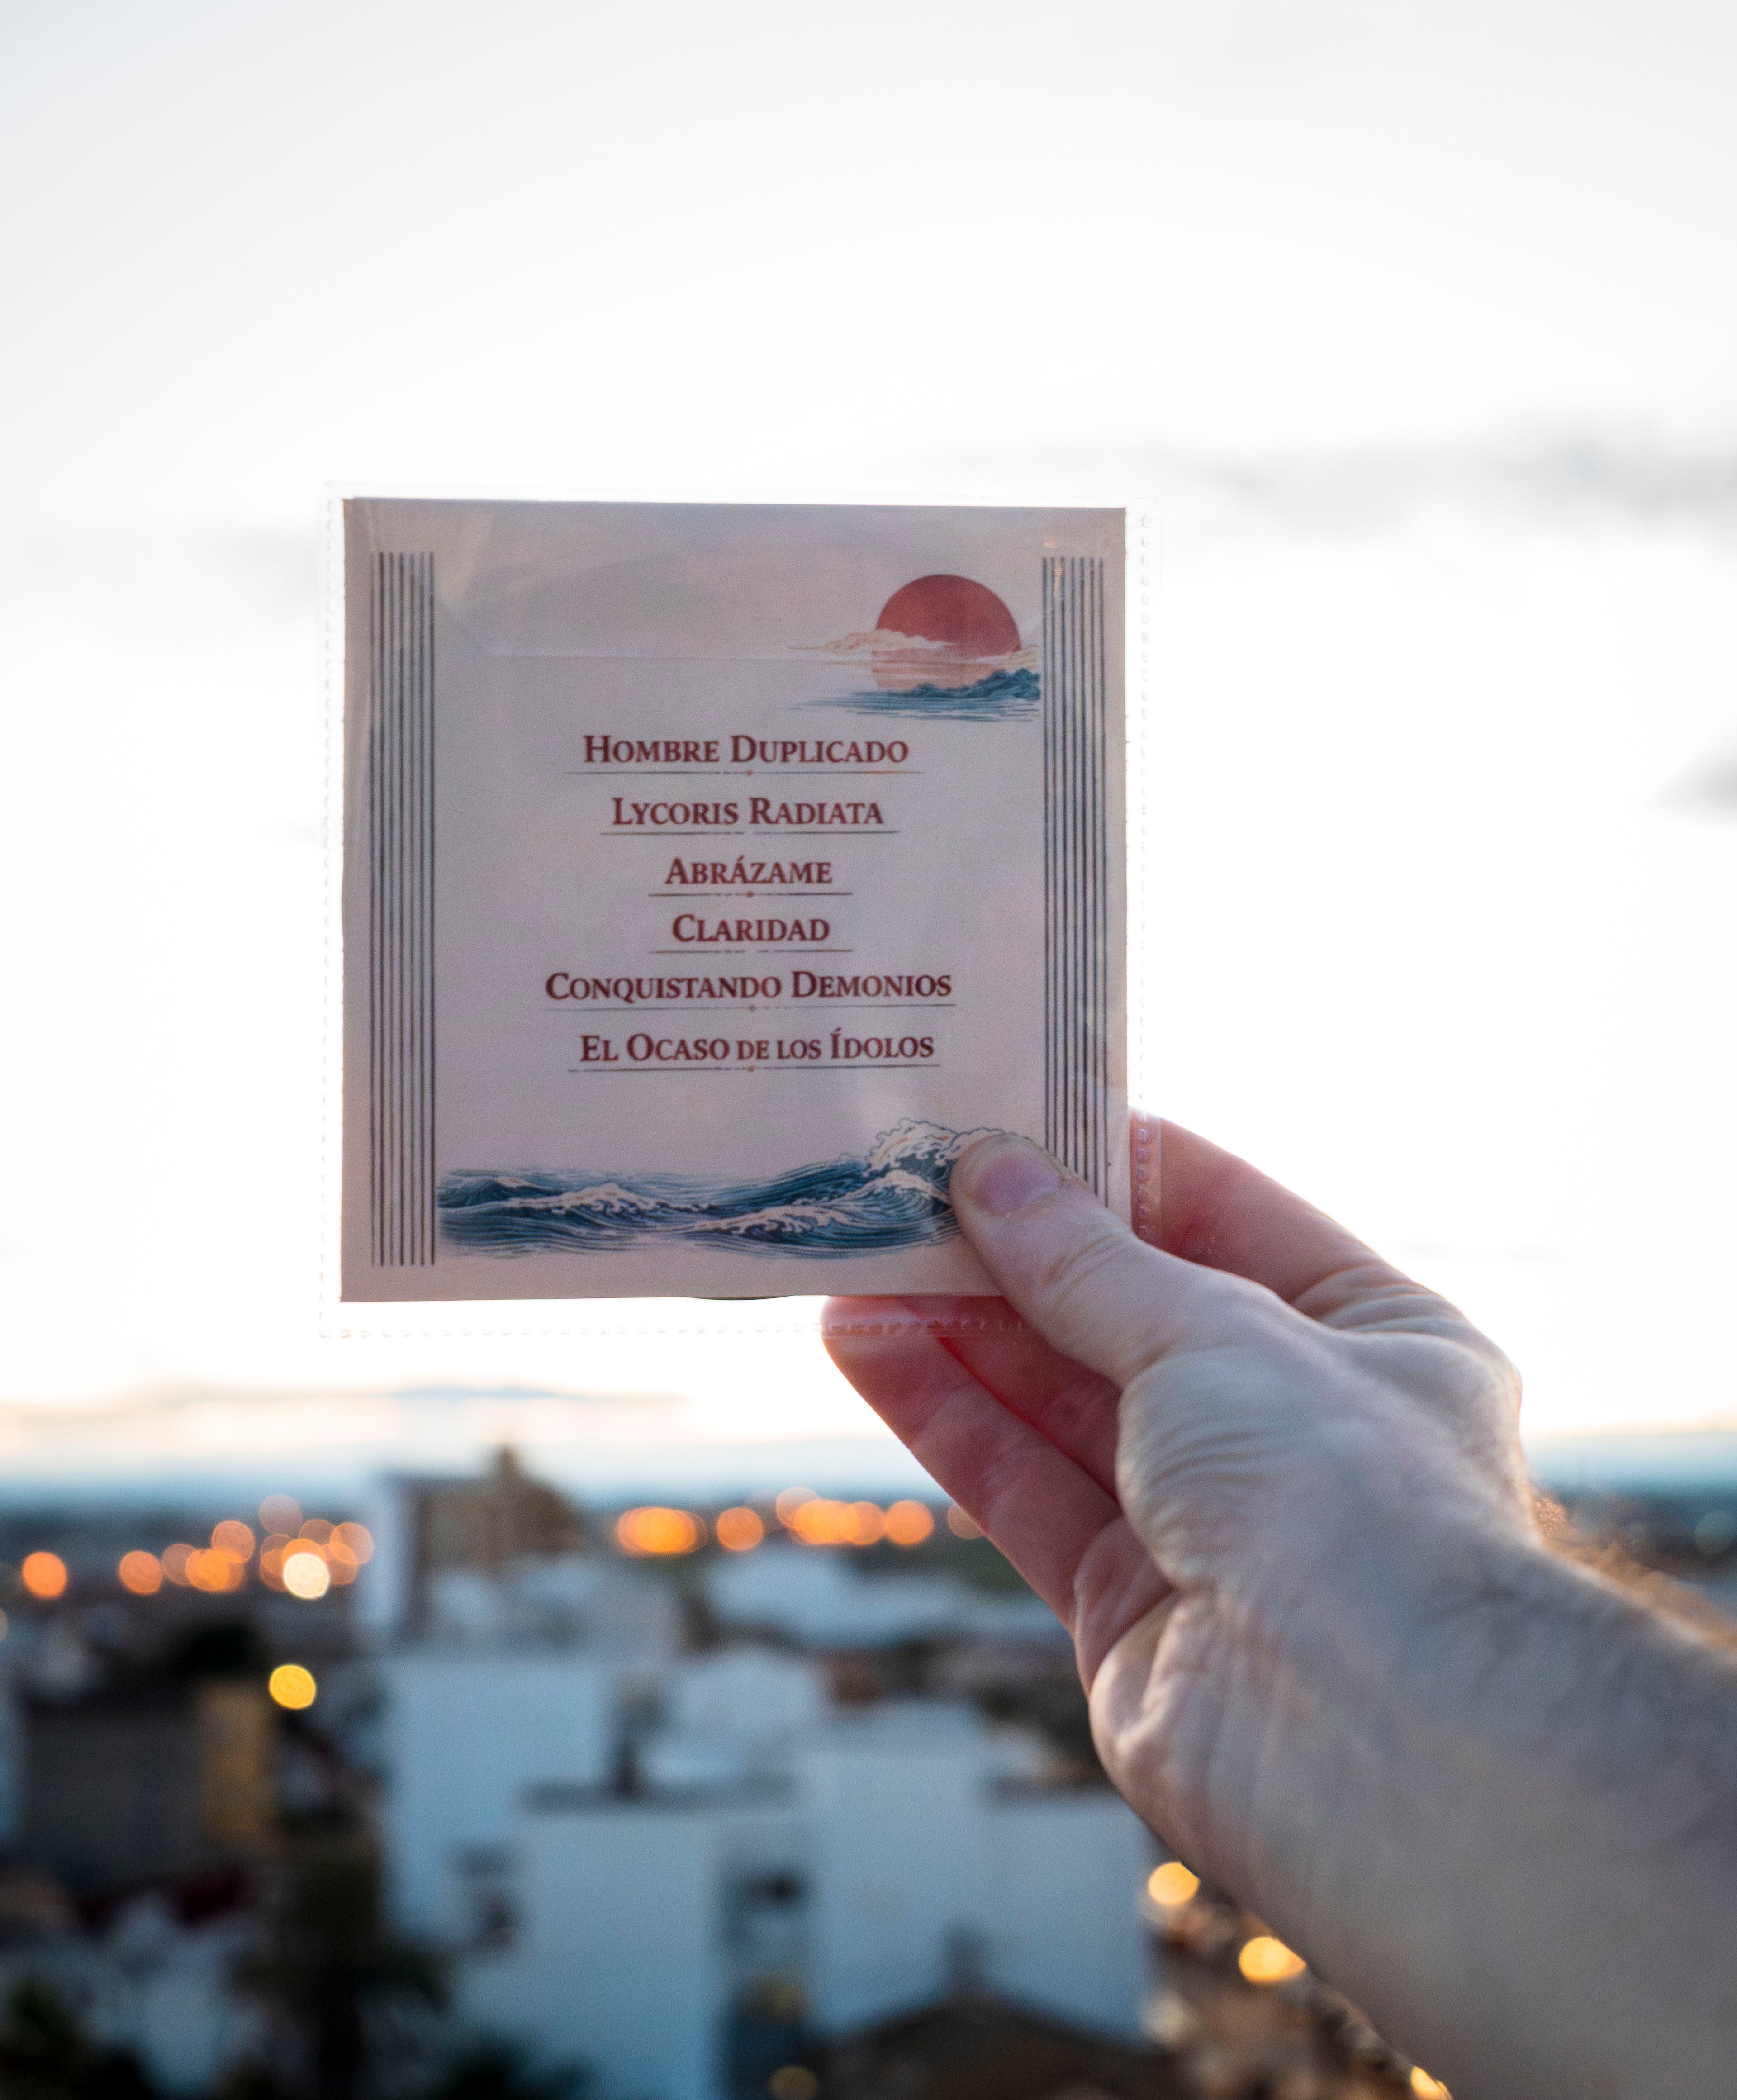 Hombre Duplicado
Lycoris Radiata
Abrázame
Claridad
Conquistando Demonios
El Ocaso de los Ídolos